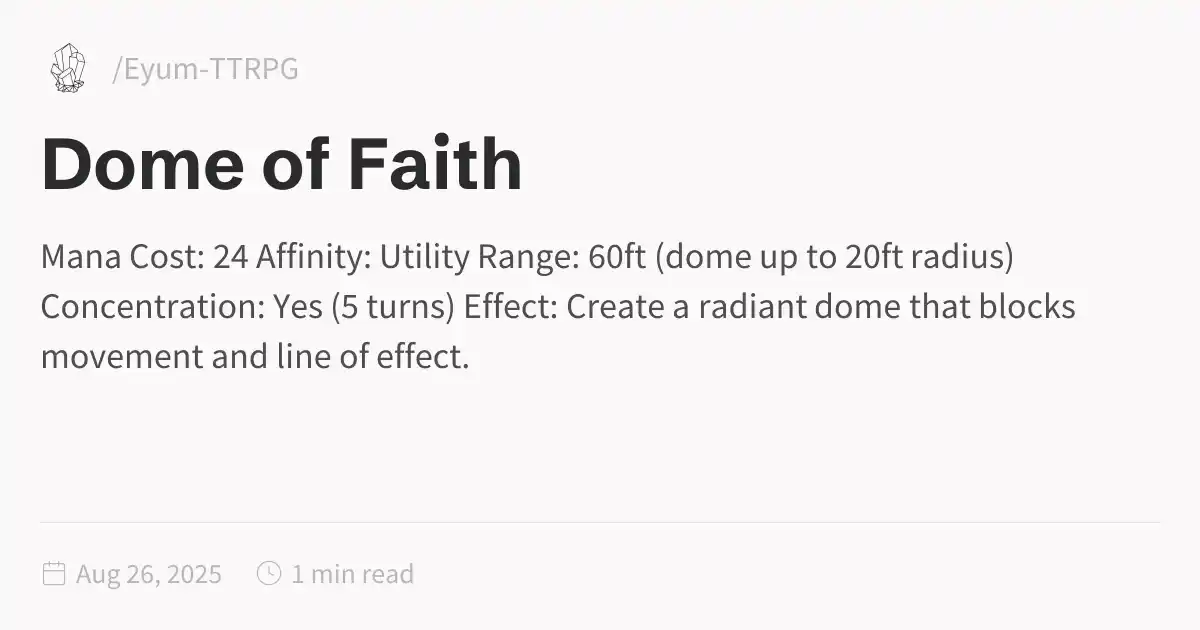 /Eyum-TTRPG
Dome of Faith
Mana Cost: 24 Affinity: Utility Range: 60ft (dome up to 20ft radius)
Concentration: Yes (5 turns) Effect: Create a radiant dome that blocks
movement and line of effect.
Aug 26, 2025 1 min read